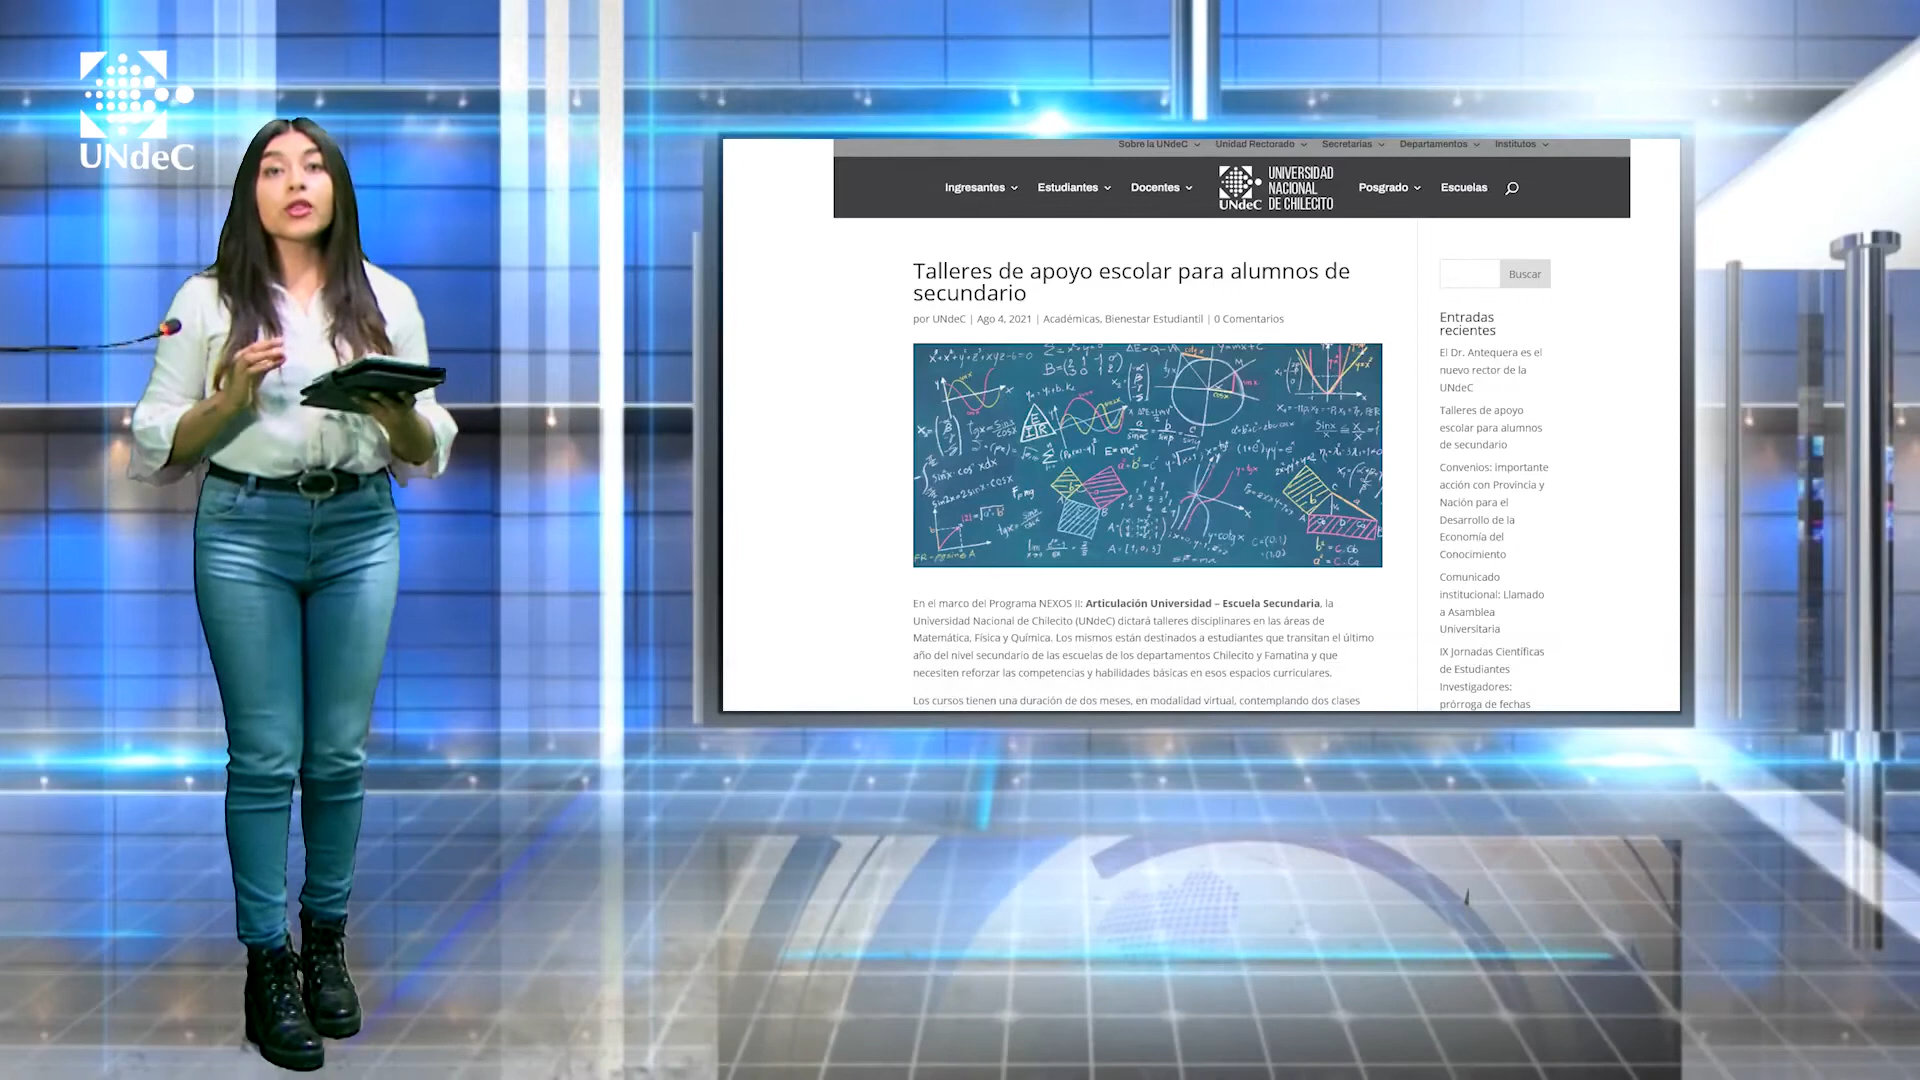 UNdeC
Sobre la UNdeC Unidad Rectorado Secretarias Departamentos Institutos
Ingresantes Estudiantes Docentes
UNdeC
UNIVERSIDAD
NACIONAL
DE CHILECITO
Posgrado Escuelas
Talleres de apoyo escolar para alumnos de
secundario
por UNdeC | Ago 4, 2021 | Académicas, Bienestar Estudiantil | 0 Comentarios
E=mc²
En el marco del Programa NEXOS II: Articulación Universidad – Escuela Secundaria, la
Universidad Nacional de Chilecito (UNdeC) dictará talleres disciplinares en las áreas de
Matemática, Física y Química. Los mismos están destinados a estudiantes que transitan el último
año del nivel secundario de las escuelas de los departamentos Chilecito y Famatina y que
necesiten reforzar las competencias y habilidades básicas en esos espacios curriculares.
Los cursos tienen una duración de dos meses, en modalidad virtual, contemplando dos clases
Buscar
Entradas
recientes
El Dr. Antequera es el
nuevo rector de la
UNdeC
Talleres de apoyo
escolar para alumnos
de secundario
Convenios: importante
acción con Provincia y
Nación para el
Desarrollo de la
Economía del
Conocimiento
Comunicado
institucional: Llamado
a Asamblea
Universitaria
IX Jornadas Científicas
de Estudiantes
Investigadores:
prórroga de fechas